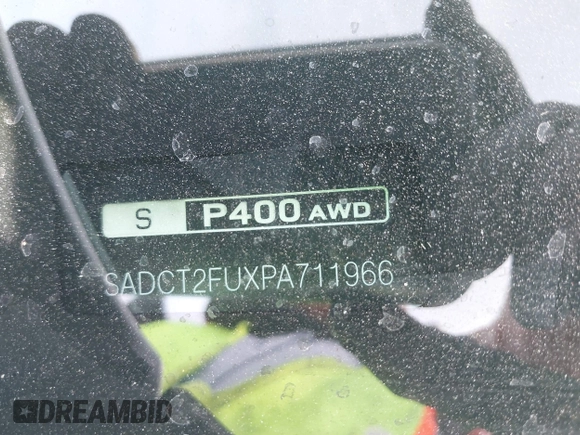 S P400 AWD
SADCT2FUXPA711966
DREAMBID